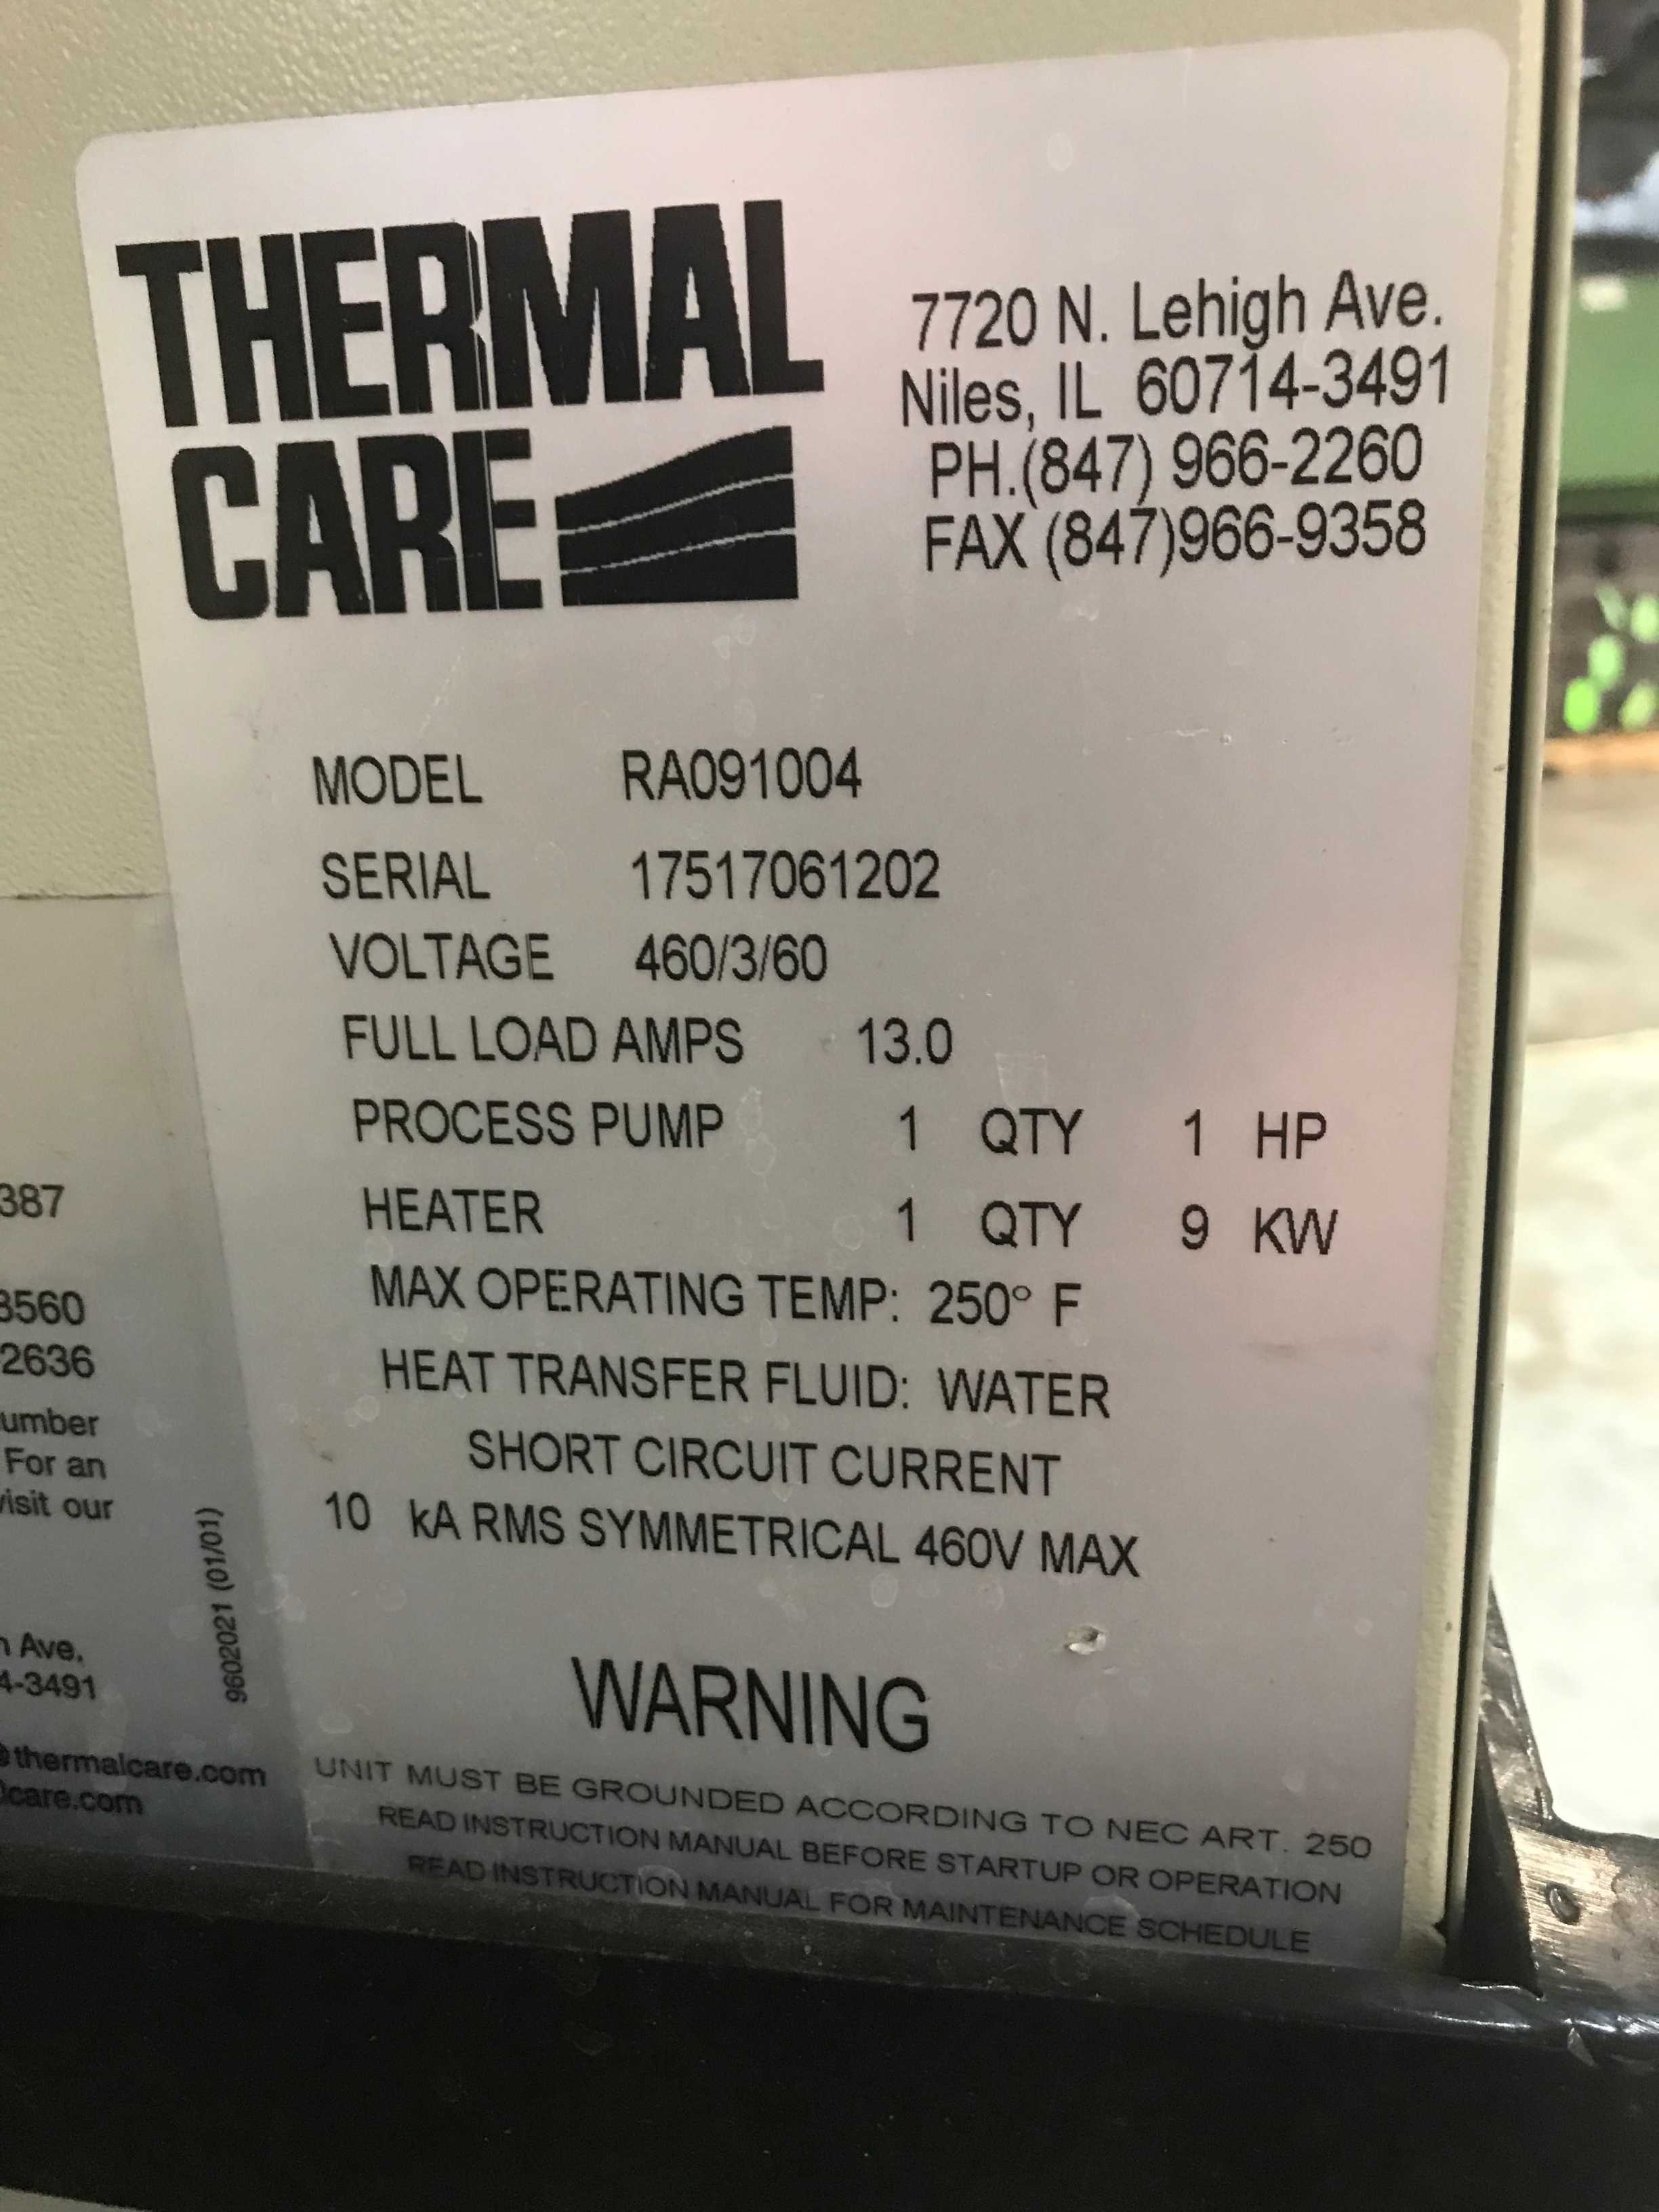 THERMAL
CARE
7720 N. Lehigh Ave.
Niles, IL 60714-3491
PH.(847) 966-2260
FAX (847)966-9358
MODEL RA091004
SERIAL 17517061202
VOLTAGE 460/3/60
FULL LOAD AMPS 13.0
PROCESS PUMP 1 QTY 1 HP
HEATER 1 QTY 9 KW
MAX OPERATING TEMP: 250° F
HEAT TRANSFER FLUID: WATER
SHORT CIRCUIT CURRENT
10 kA RMS SYMMETRICAL 460V MAX
WARNING
UNIT MUST BE GROUNDED ACCORDING TO NEC ART. 250
READ INSTRUCTION MANUAL BEFORE STARTUP OR OPERATION
READ INSTRUCTION MANUAL FOR MAINTENANCE SCHEDULE
9602021 (01/01)
387
3560
2636
umber
For an
visit our
Ave.
4-3491
thermalcare.com
care.com